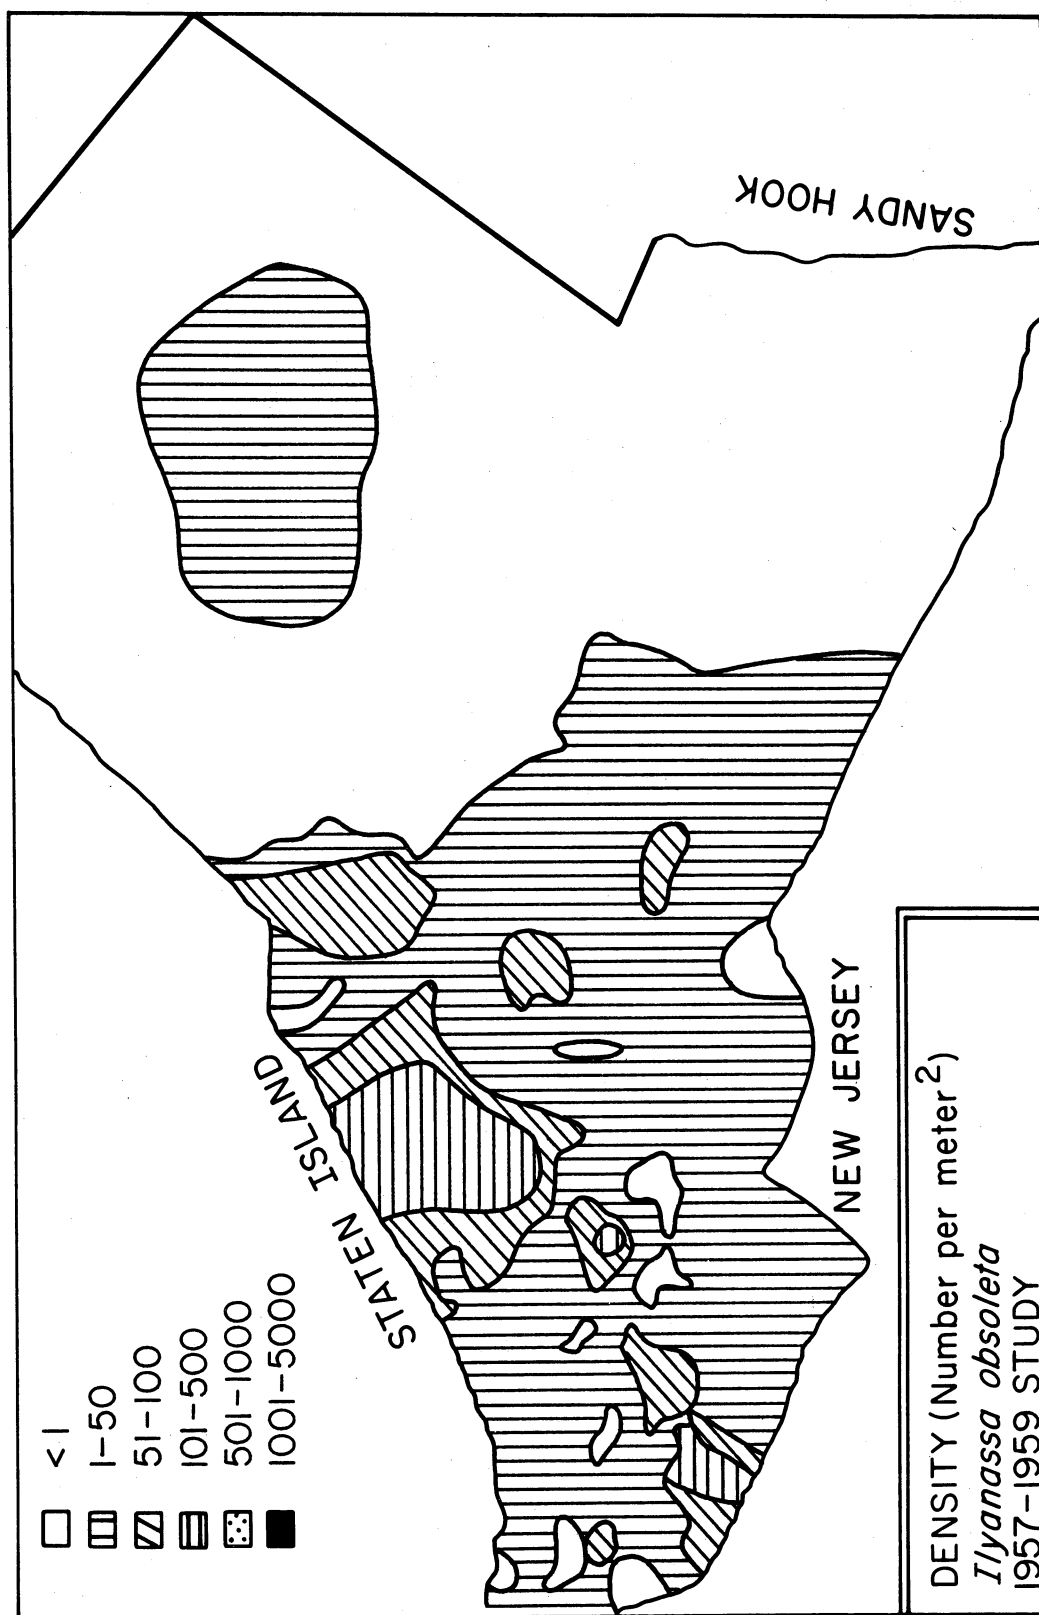 <1
1-50
51-100
101-500
501-1000
1001-5000
STATEN ISLAND
SANDY HOOK
NEW JERSEY
DENSITY (Number per meter²)
Ilyanassa obsoleta
1957-1959 STUDY